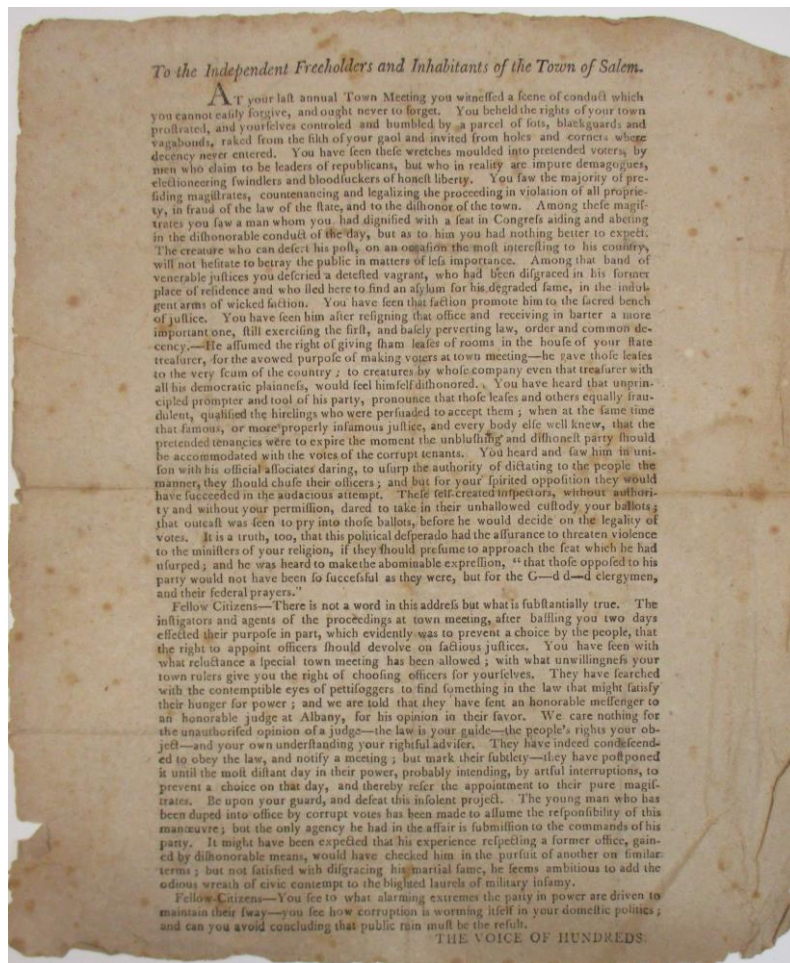 To the Independent Freeholders and Inhabitants of the Town of Salem.
AT your laſt annual Town Meeting you witneſſed a ſcene of conduct which
you cannot eaſily forgive, and ought never to forget. You beheld the rights of your town
proſtrated, and yourſelves controled and humbled by a parcel of ſots, blackguards and
vagabonds, raked from the filth of your gaol and invited from holes and corners where
decency never entered. You have ſeen theſe wretches moulded into pretended voters, by
men who claim to be leaders of republicans, but who in reality are impure demagogues,
electioneering ſwindlers and bloodſuckers of honeſt liberty. You ſaw the majority of pre-
ſiding magiſtrates, countenancing and legalizing the proceeding in violation of all proprie-
ty, in fraud of the law of the ſtate, and to the diſhonor of the town. Among theſe magiſ-
trates you ſaw a man whom you had dignified with a ſeat in Congreſs aiding and abeting
in the diſhonorable conduct of the day, but as to him you had nothing better to expect.
The creature who can deſert his poſt, on an occaſion the moſt intereſting to his country,
will not heſitate to betray the public in matters of leſs importance. Among that band of
venerable juſtices you deſcried a deteſted vagrant, who had been diſgraced in his former
place of reſidence and who fled here to find an aſylum for his degraded fame, in the indul-
gent arms of wicked faction. You have ſeen that faction promote him to the ſacred bench
of juſtice. You have ſeen him after reſigning that office and receiving in barter a more
important one, ſtill exerciſing the firſt, and baſely perverting law, order and common de-
cency.—He aſſumed the right of giving ſham leaſes of rooms in the houſe of your ſtate
treaſurer, for the avowed purpoſe of making voters at town meeting—he gave thoſe leaſes
to the very ſcum of the country; to creatures by whoſe company even that treaſurer with
all his democratic plainneſs, would feel himſelf diſhonored. You have heard that unprin-
cipled prompter and tool of his party, pronounce that thoſe leaſes and others equally frau-
dulent, qualified the hirelings who were perſuaded to accept them; when at the ſame time
that famous, or more properly infamous juſtice, and every body elſe well knew, that the
pretended tenancies were to expire the moment the unbluſhing and diſhoneſt party ſhould
be accommodated with the votes of the corrupt tenants. You heard and ſaw him in uni-
ſon with his official aſſociates daring, to uſurp the authority of dictating to the people the
manner, they ſhould chuſe their officers; and but for your ſpirited oppoſition they would
have ſucceeded in the audacious attempt. Theſe ſelf-created inſpectors, without authori-
ty and without your permiſſion, dared to take in their unhallowed cuſtody your ballots;
that outcaſt was ſeen to pry into thoſe ballots, before he would decide on the legality of
votes. It is a truth, too, that this political deſperado had the aſſurance to threaten violence
to the miniſters of your religion, if they ſhould preſume to approach the ſeat which he had
uſurped; and he was heard to make the abominable expreſſion, "that thoſe oppoſed to his
party would not have been ſo ſucceſsful as they were, but for the G—d d—d clergymen,
and their federal prayers."
Fellow Citizens—There is not a word in this addreſs but what is ſubſtantially true. The
inſtigators and agents of the proceedings at town meeting, after baffling you two days
effected their purpoſe in part, which evidently was to prevent a choice by the people, that
the right to appoint officers ſhould devolve on factious juſtices. You have ſeen with
what reluctance a ſpecial town meeting has been allowed; with what unwillingneſs your
town rulers give you the right of chooſing officers for yourſelves. They have ſearched
with the contemptible eyes of pettifoggers to find ſomething in the law that might ſatisfy
their hunger for power; and we are told that they have ſent an honorable meſſenger to
an honorable judge at Albany, for his opinion in their favor. We care nothing for
the unauthoriſed opinion of a judge—the law is your guide—the people's rights your ob-
ject—and your own underſtanding your rightful adviſer. They have indeed condeſcend-
ed to obey the law, and notify a meeting; but mark their ſubtlety—they have poſtponed
it until the moſt diſtant day in their power, probably intending, by artful interruptions, to
prevent a choice on that day, and thereby refer the appointment to their pure magiſ-
trates. Be upon your guard, and defeat this inſolent project. The young man who has
been duped into office by corrupt votes has been made to aſſume the reſponſibility of this
manœuvre; but the only agency he had in the affair is ſubmiſſion to the commands of his
party. It might have been expected that his experience reſpecting a former office, gain-
ed by diſhonorable means, would have checked him in the purſuit of another on ſimilar
terms; but not ſatisfied with diſgracing his martial fame, he ſeems ambitious to add the
odious wreath of civic contempt to the blighted laurels of military infamy.
Fellow-Citizens—You ſee to what alarming extremes the party in power are driven to
maintain their ſway—you ſee how corruption is worming itſelf in your domeſtic politics;
and can you avoid concluding that public ruin muſt be the reſult.
THE VOICE OF HUNDREDS.